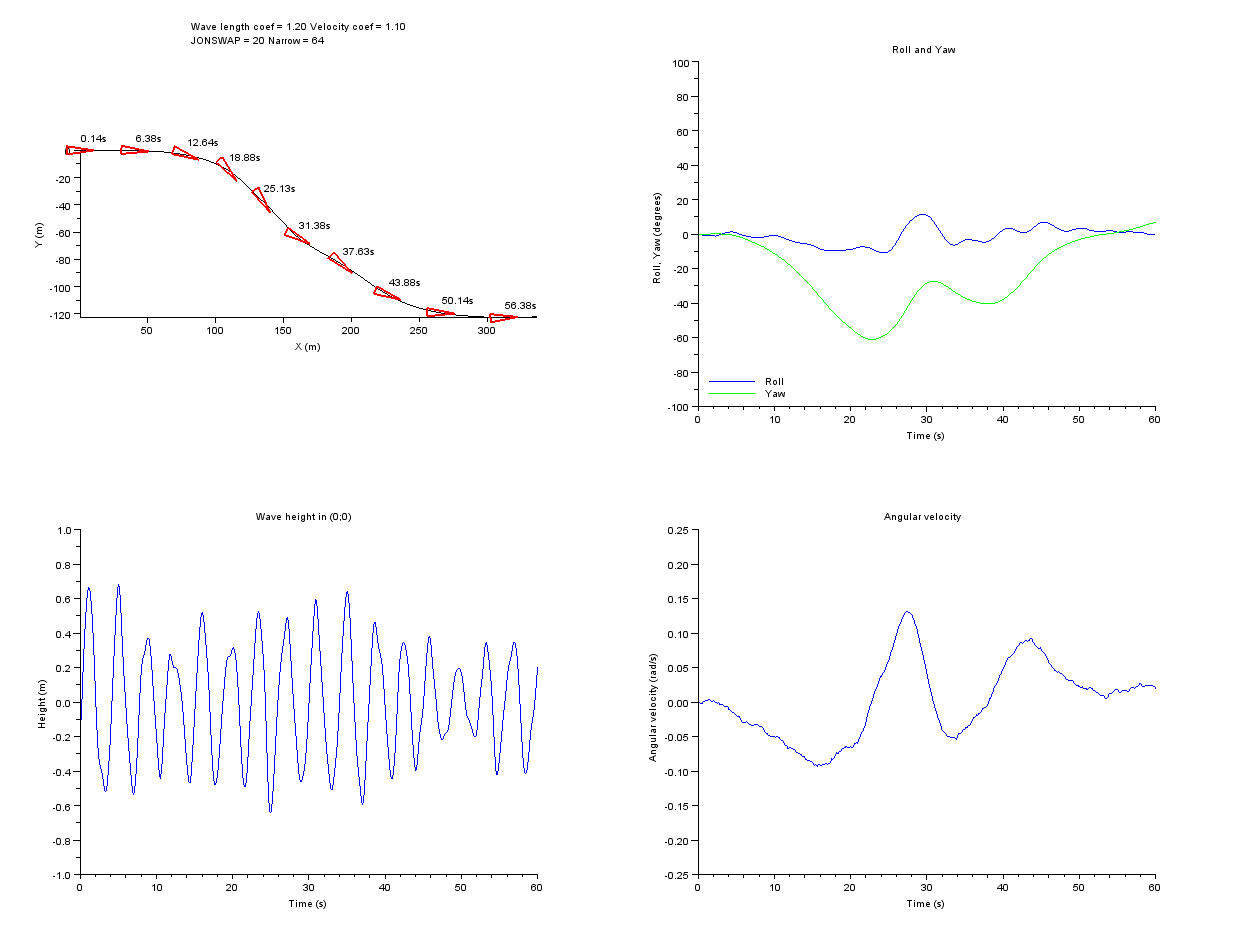 Wave length coef = 1.20 Velocity coef = 1.10
JONSWAP = 20 Narrow = 64
0.14s
6.38s
12.64s
18.88s
25.13s
31.38s
37.63s
43.88s
50.14s
56.38s
-20
-40
-60
-80
-100
-120
Y (m)
50
100
150
200
250
300
X (m)
Roll and Yaw
100
80
60
40
20
0
-20
-40
-60
-80
-100
Roll, Yaw (degrees)
Roll
Yaw
0
10
20
30
40
50
60
Time (s)
Wave height in (0;0)
1.0
0.8
0.6
0.4
0.2
0.0
-0.2
-0.4
-0.6
-0.8
-1.0
Height (m)
0
10
20
30
40
50
60
Time (s)
Angular velocity
0.25
0.20
0.15
0.10
0.05
0.00
-0.05
-0.10
-0.15
-0.20
-0.25
Angular velocity (rad/s)
0
10
20
30
40
50
60
Time (s)